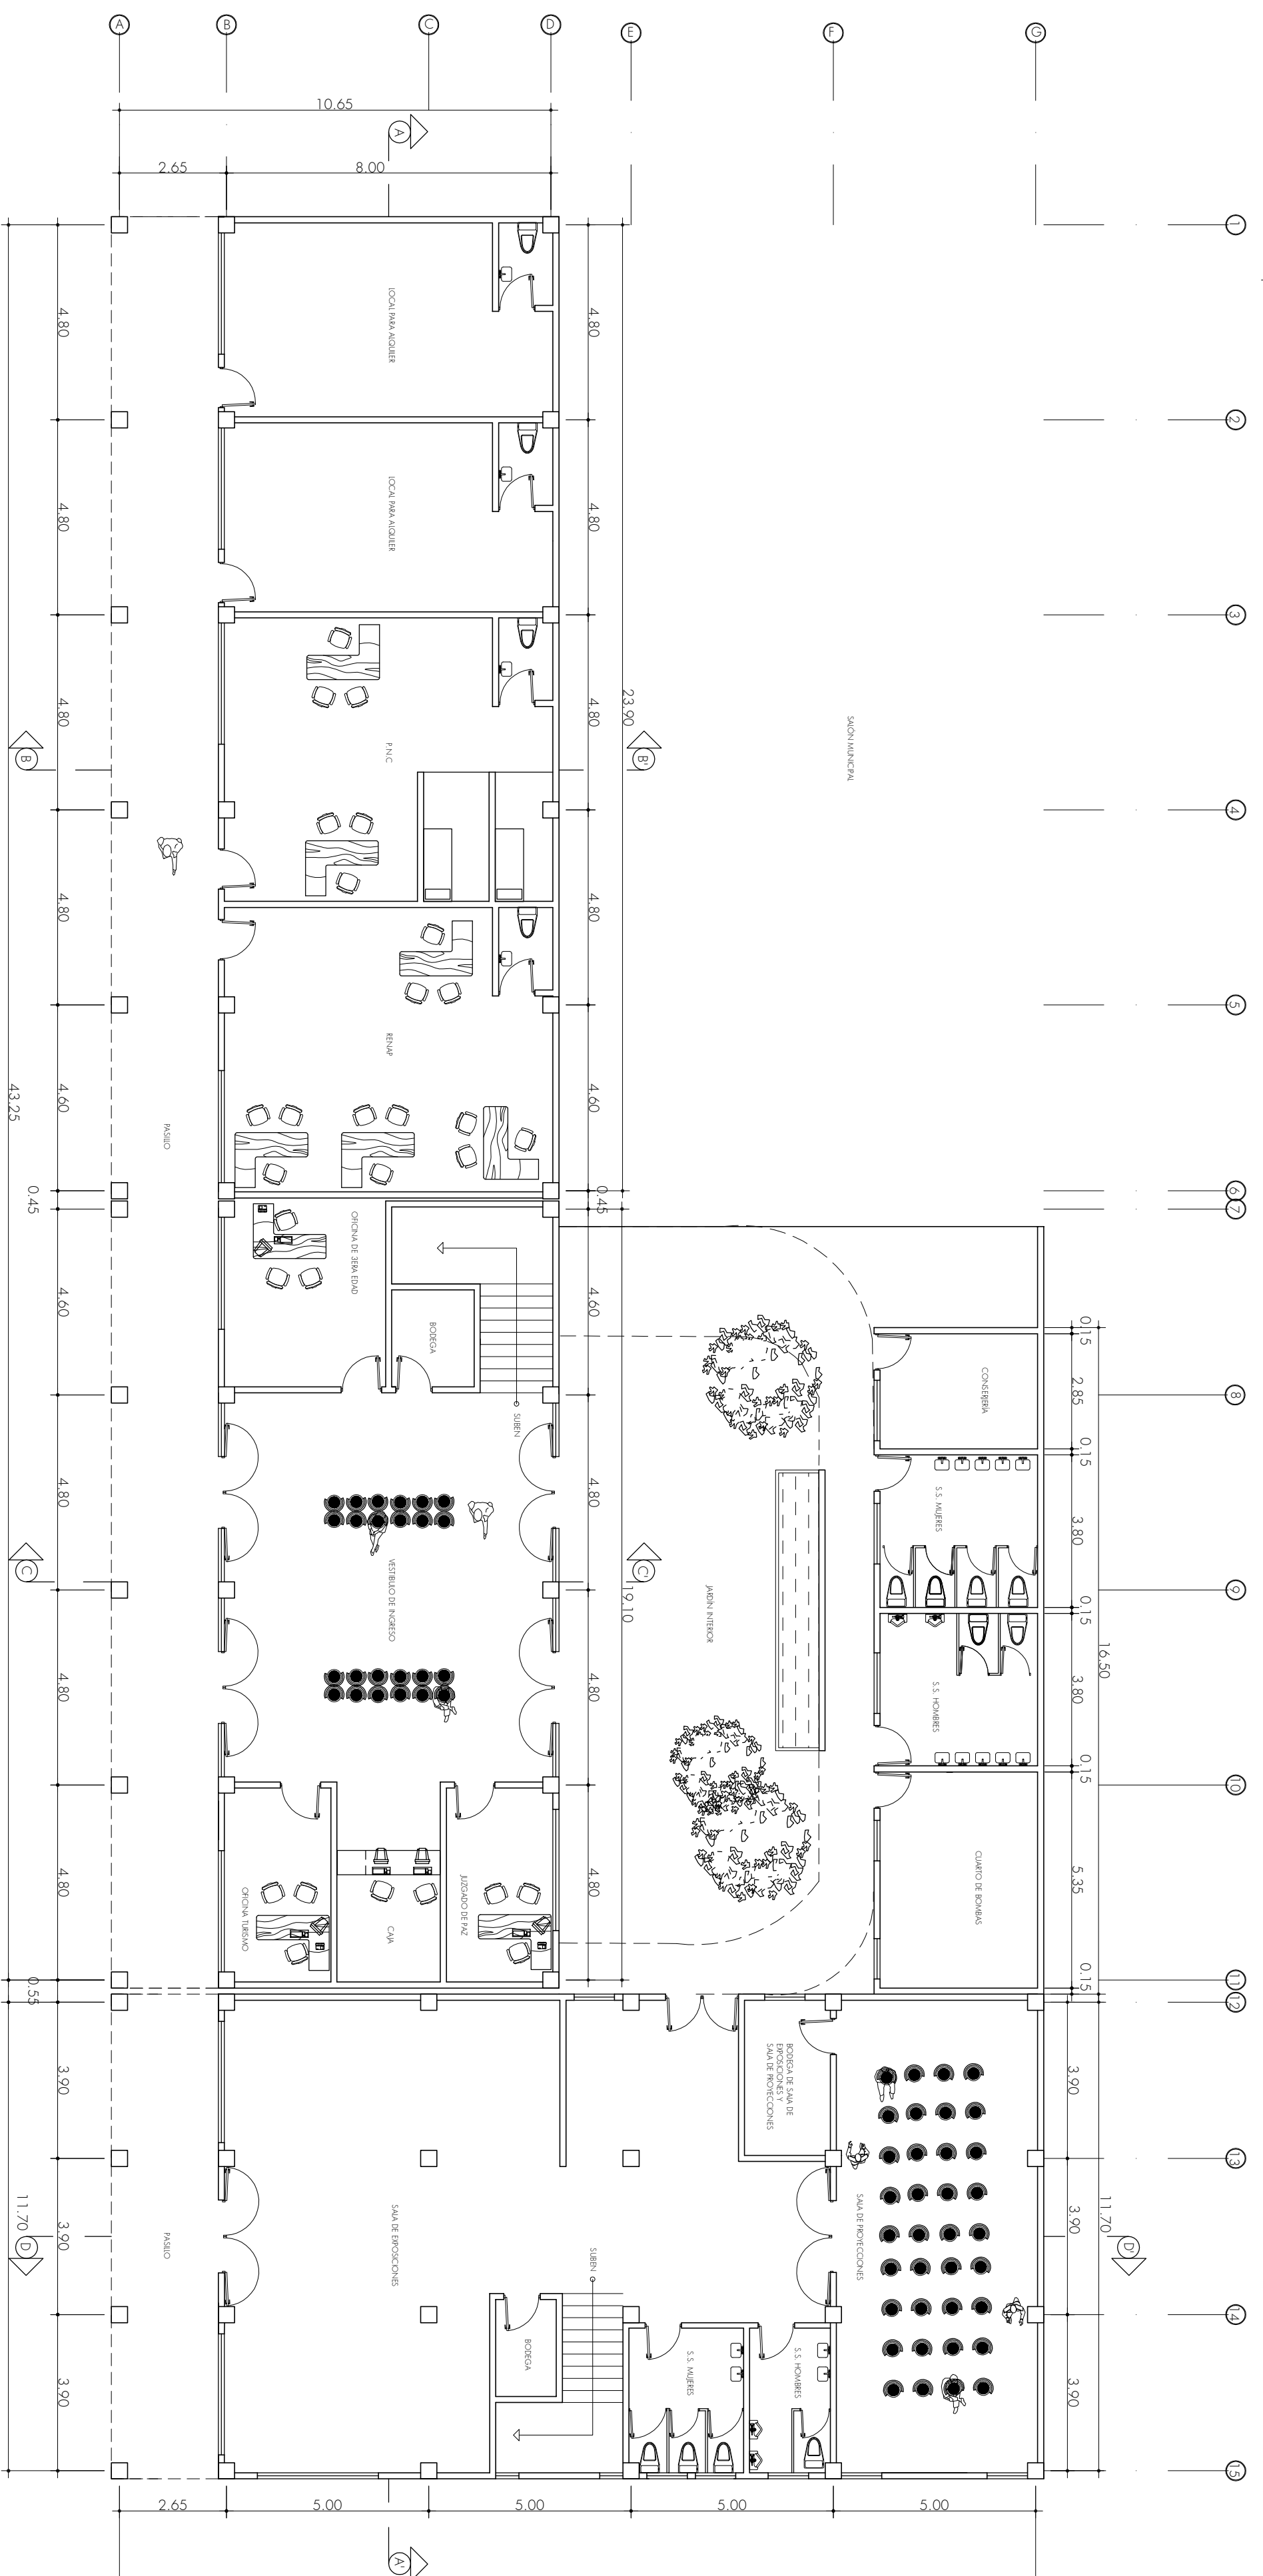 A
B
C
D
E
F
G
10.65
A
2.65
8.00
1
4.80
LOCAL PARA ALQUILER
4.80
2
4.80
LOCAL PARA ALQUILER
4.80
3
4.80
P.N.C
4.80
23.90
SALÓN MUNICIPAL
B
B'
4
4.80
4.80
5
RENAP
43.25
4.60
PASILLO
4.60
0.45
0.45
6
7
OFICINA DE 3ERA EDAD
4.60
BODEGA
4.60
SUBEN
0.15
CONSERJERÍA
2.85
8
0.15
4.80
4.80
S.S. MUJERES
3.80
C
VESTIBULO DE INGRESO
C'
19.10
JARDÍN INTERIOR
9
0.15
16.50
4.80
4.80
S.S. HOMBRES
3.80
0.15
10
4.80
OFICINA TURISMO
CAJA
JUZGADO DE PAZ
4.80
CUARTO DE BOMBAS
5.35
0.15
11
0.55
12
3.90
BODEGA DE SALA DE
EXPOSICIONES Y
SALA DE PROYECCIONES
3.90
13
11.70
D
3.90
PASILLO
SALA DE EXPOSICIONES
SUBEN
SALA DE PROYECCIONES
3.90
11.70
D'
14
BODEGA
S.S. MUJERES
S.S. HOMBRES
3.90
3.90
15
2.65
5.00
5.00
5.00
5.00
A'